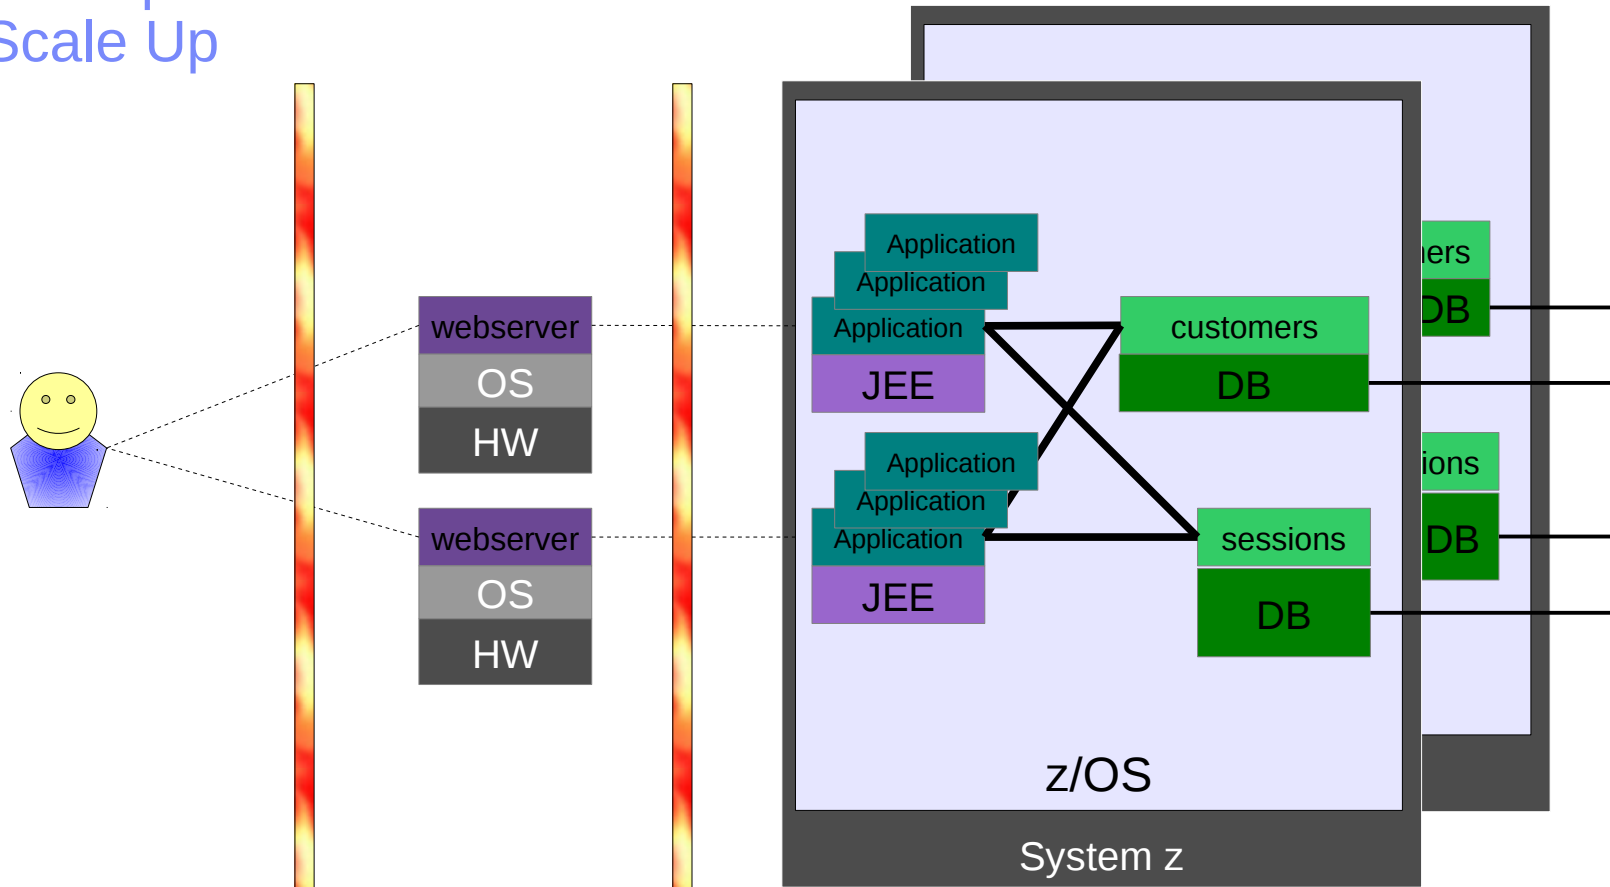 Scale Up
webserver
OS
HW
webserver
OS
HW
Application
Application
Application
JEE
Application
Application
Application
JEE
customers
DB
sessions
DB
ners
DB
ions
DB
z/OS
System z